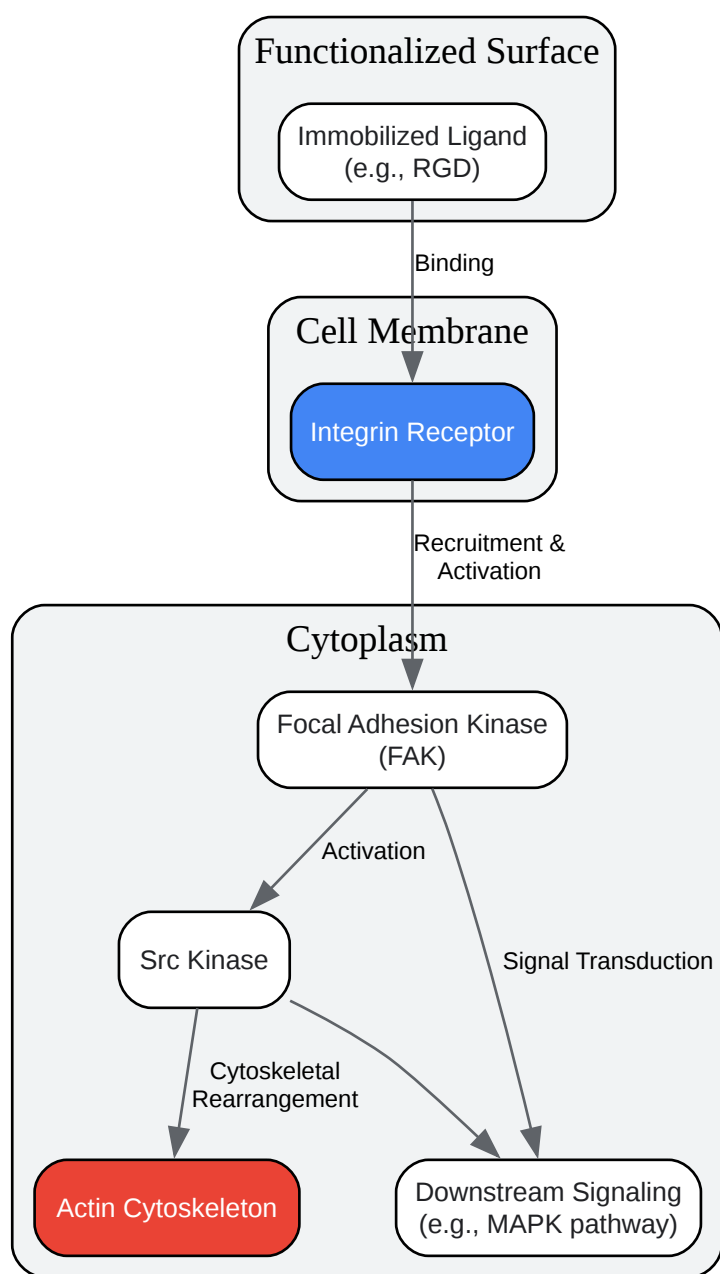 Functionalized Surface
Immobilized Ligand
(e.g., RGD)
Binding
Cell Membrane
Integrin Receptor
Recruitment &
Activation
Cytoplasm
Focal Adhesion Kinase
(FAK)
Activation
Src Kinase
Signal Transduction
Cytoskeletal
Rearrangement
Actin Cytoskeleton
Downstream Signaling
(e.g., MAPK pathway)